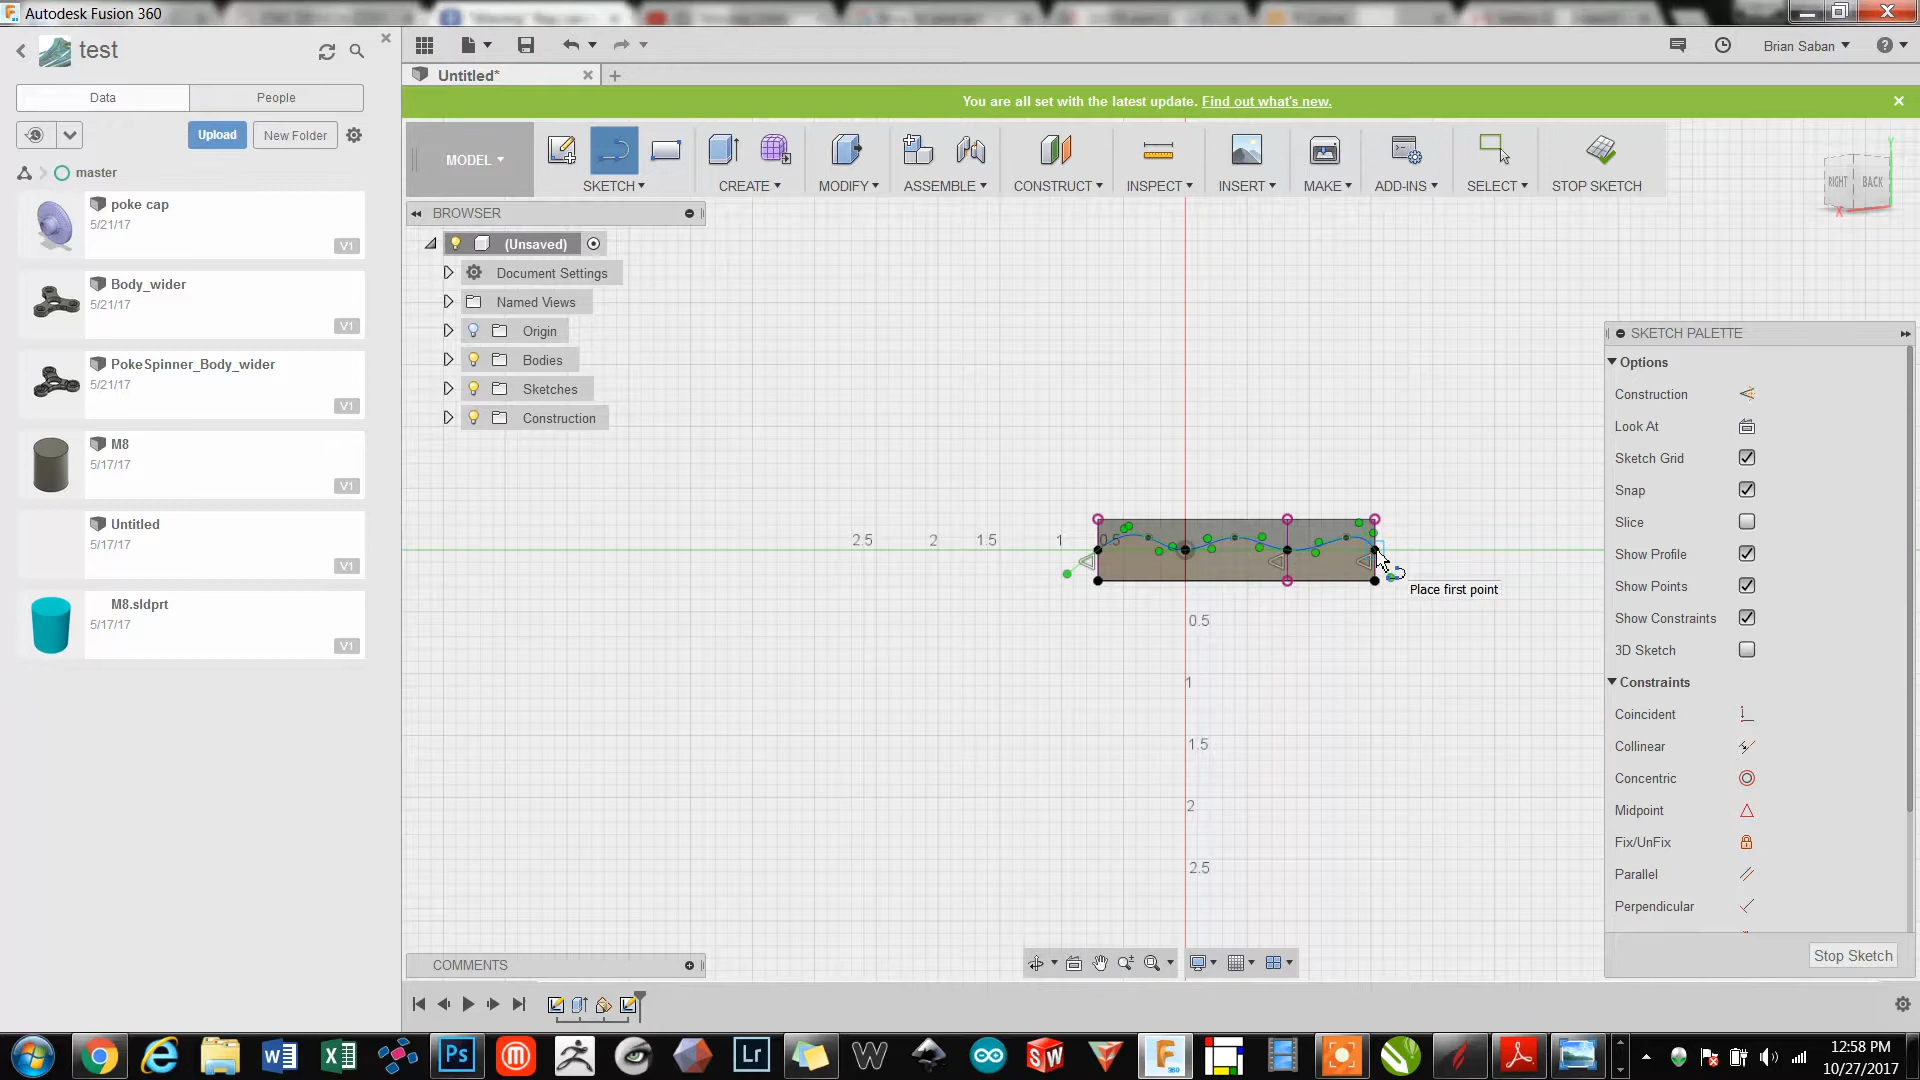 Autodesk Fusion 360
test
Brian Saban
Untitled*
Data
People
You are all set with the latest update. Find out what's new.
Upload
New Folder
MODEL
SKETCH
CREATE
MODIFY
ASSEMBLE
CONSTRUCT
INSPECT
INSERT
MAKE
ADD-INS
SELECT
STOP SKETCH
RIGHT
BACK
X
Y
master
BROWSER
poke cap
5/21/17
V1
(Unsaved)
Document Settings
Named Views
Origin
Bodies
Sketches
Construction
Body_wider
5/21/17
V1
PokeSpinner_Body_wider
5/21/17
V1
M8
5/17/17
V1
Untitled
5/17/17
V1
M8.sldprt
5/17/17
V1
SKETCH PALETTE
Options
Construction
Look At
Sketch Grid
Snap
Slice
Show Profile
Show Points
Show Constraints
3D Sketch
Constraints
Coincident
Collinear
Concentric
Midpoint
Fix/UnFix
Parallel
Perpendicular
Stop Sketch
2.5
2
1.5
1
0.5
Place first point
0.5
1
1.5
2
2.5
COMMENTS
W
X
Ps
Lr
W
SW
F
360
12:58 PM
10/27/2017